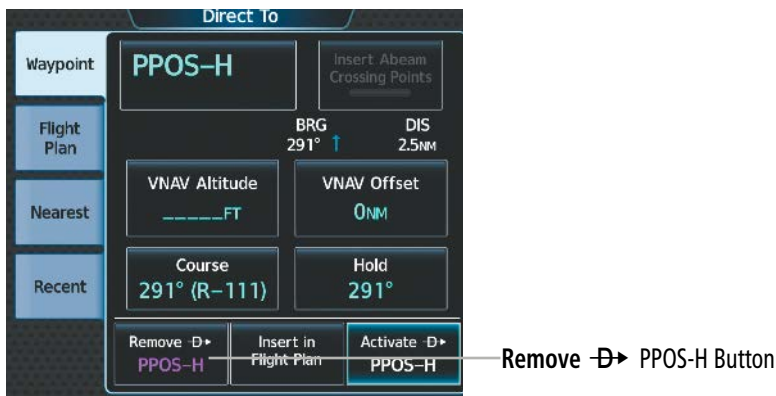 Direct To
Waypoint
PPOS–H
Insert Abeam
Crossing Points
Flight
Plan
BRG
291° ↑
DIS
2.5NM
VNAV Altitude
_____FT
VNAV Offset
0NM
Nearest
Course
291° (R–111)
Hold
291°
Recent
Remove D→
PPOS–H
Insert in
Flight Plan
Activate D→
PPOS–H
Remove D→ PPOS-H Button